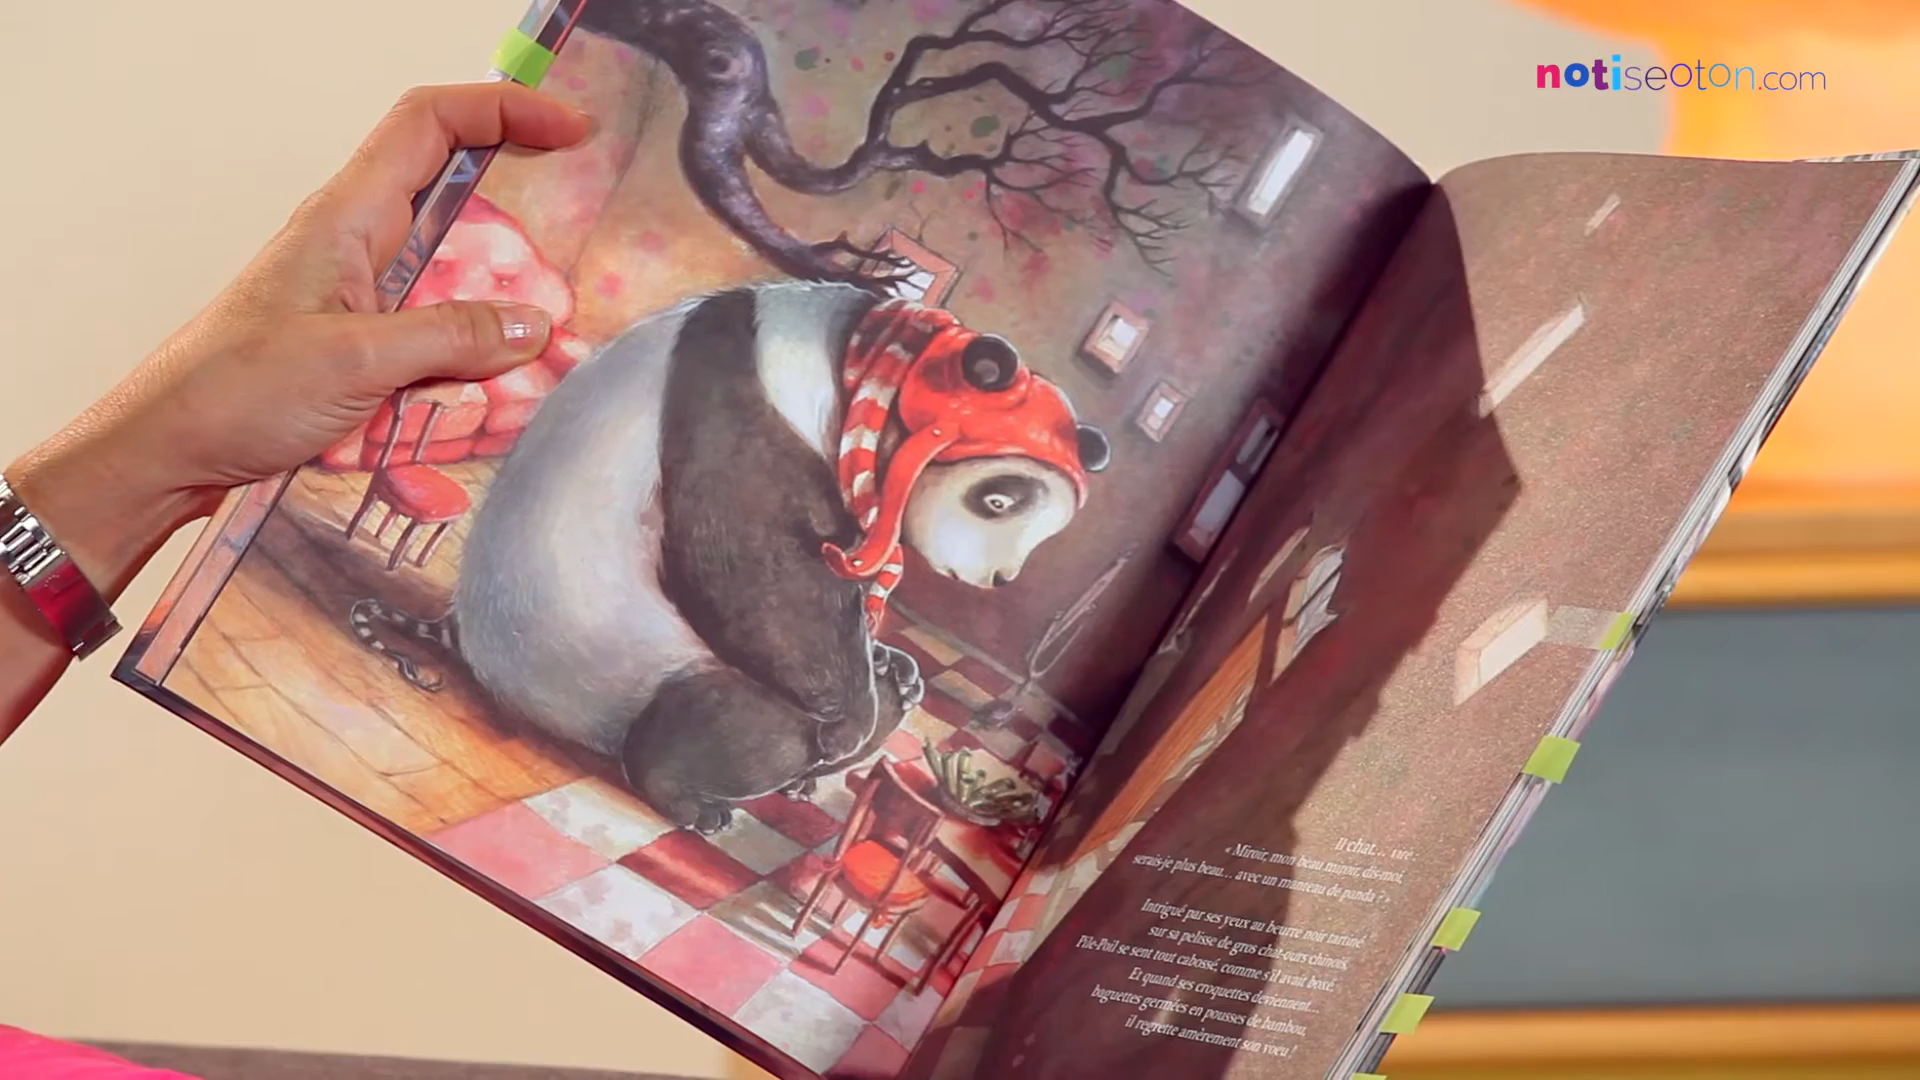 notiseoton.com
Il chat... vire :
« Miroir, mon beau miroir, dis-moi,
serais-je plus beau... avec un manteau de panda ? »
Intrigué par ses yeux au beurre noir tartiné
sur sa pelisse de gros chat-ours chinois,
Pile-Poil se sent tout cabossé, comme s'il avait boxé.
Et quand ses croquettes deviennent...
baguettes germées en pousses de bambou,
il regrette amèrement son voeu !